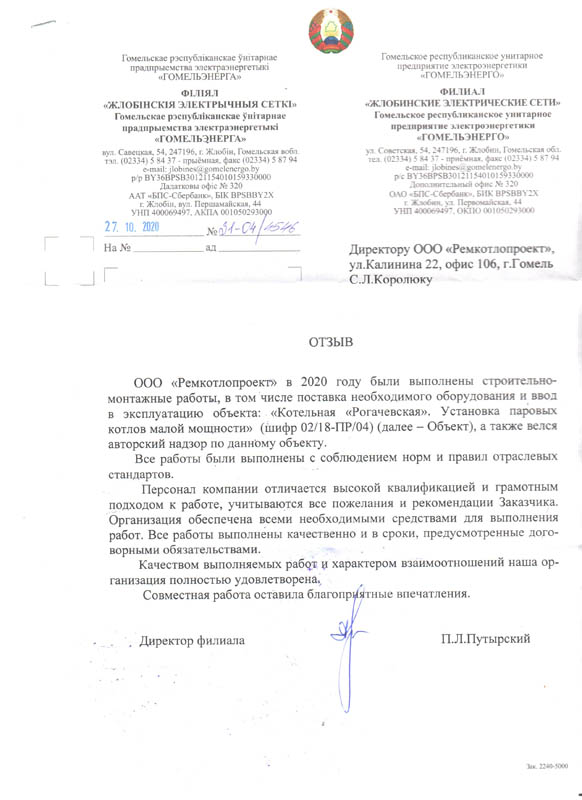 Гомельскае рэспубліканскае ўнітарнае
прадпрыемства электраэнергетыкі
«ГОМЕЛЬЭНЕРГА»
ФІЛІЯЛ
«ЖЛОБІНСКІЯ ЭЛЕКТРЫЧНЫЯ СЕТКІ»
Гомельскае рэспубліканскае ўнітарнае
прадпрыемства электраэнергетыкі
«ГОМЕЛЬЭНЕРГА»
вул. Савецкая, 54, 247196, г. Жлобін, Гомельская вобл.
тэл. (02334) 5 84 37 - прыёмная, факс (02334) 5 87 94
e-mail: jlobines@gomelenergo.by
р/р BY36BPSB30121154010159330000
Дадатковы офіс № 320
ААТ «БПС-Сбербанк», БІК BPSBBY2X
г. Жлобін, вул. Першамайская, 44
УНП 400069497, АКПА 001050293000
27. 10. 2020 № 31-04/4546
На № ад
Гомельское республиканское унитарное
предприятие электроэнергетики
«ГОМЕЛЬЭНЕРГО»
ФИЛИАЛ
«ЖЛОБИНСКИЕ ЭЛЕКТРИЧЕСКИЕ СЕТИ»
Гомельское республиканское унитарное
предприятие электроэнергетики
«ГОМЕЛЬЭНЕРГО»
ул. Советская, 54, 247196, г. Жлобин, Гомельская обл.
тел. (02334) 5 84 37 - приёмная, факс (02334) 5 87 94
e-mail: jlobines@gomelenergo.by
р/с BY36BPSB30121154010159330000
Дополнительный офис № 320
ОАО «БПС-Сбербанк», БИК BPSBBY2X
г. Жлобин, ул. Первомайская, 44
УНП 400069497, ОКПО 001050293000
Директору ООО «Ремкотлопроект»,
ул.Калинина 22, офис 106, г.Гомель
С.Л.Королюку
ОТЗЫВ
ООО «Ремкотлопроект» в 2020 году были выполнены строительно-
монтажные работы, в том числе поставка необходимого оборудования и ввод
в эксплуатацию объекта: «Котельная «Рогачевская». Установка паровых
котлов малой мощности» (шифр 02/18-ПР/04) (далее – Объект), а также велся
авторский надзор по данному объекту.
Все работы были выполнены с соблюдением норм и правил отраслевых
стандартов.
Персонал компании отличается высокой квалификацией и грамотным
подходом к работе, учитываются все пожелания и рекомендации Заказчика.
Организация обеспечена всеми необходимыми средствами для выполнения
работ. Все работы выполнены качественно и в сроки, предусмотренные дого-
ворными обязательствами.
Качеством выполняемых работ и характером взаимоотношений наша ор-
ганизация полностью удовлетворена.
Совместная работа оставила благоприятные впечатления.
Директор филиала П.Л.Путырский
Зак. 2240-5000